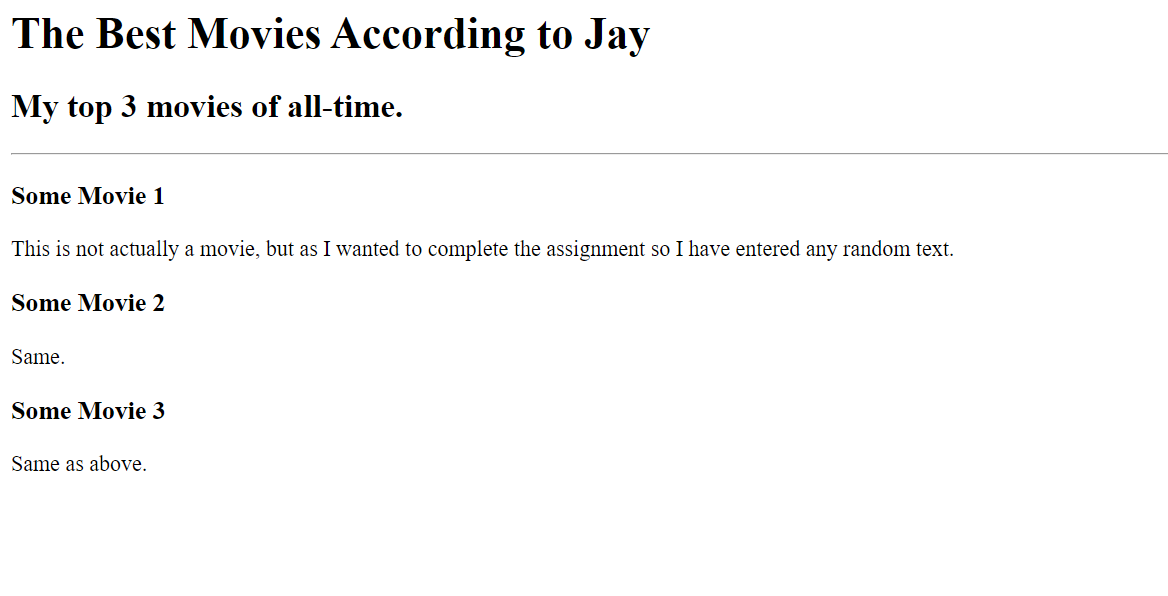 The Best Movies According to Jay
My top 3 movies of all-time.
Some Movie 1
This is not actually a movie, but as I wanted to complete the assignment so I have entered any random text.
Some Movie 2
Same.
Some Movie 3
Same as above.